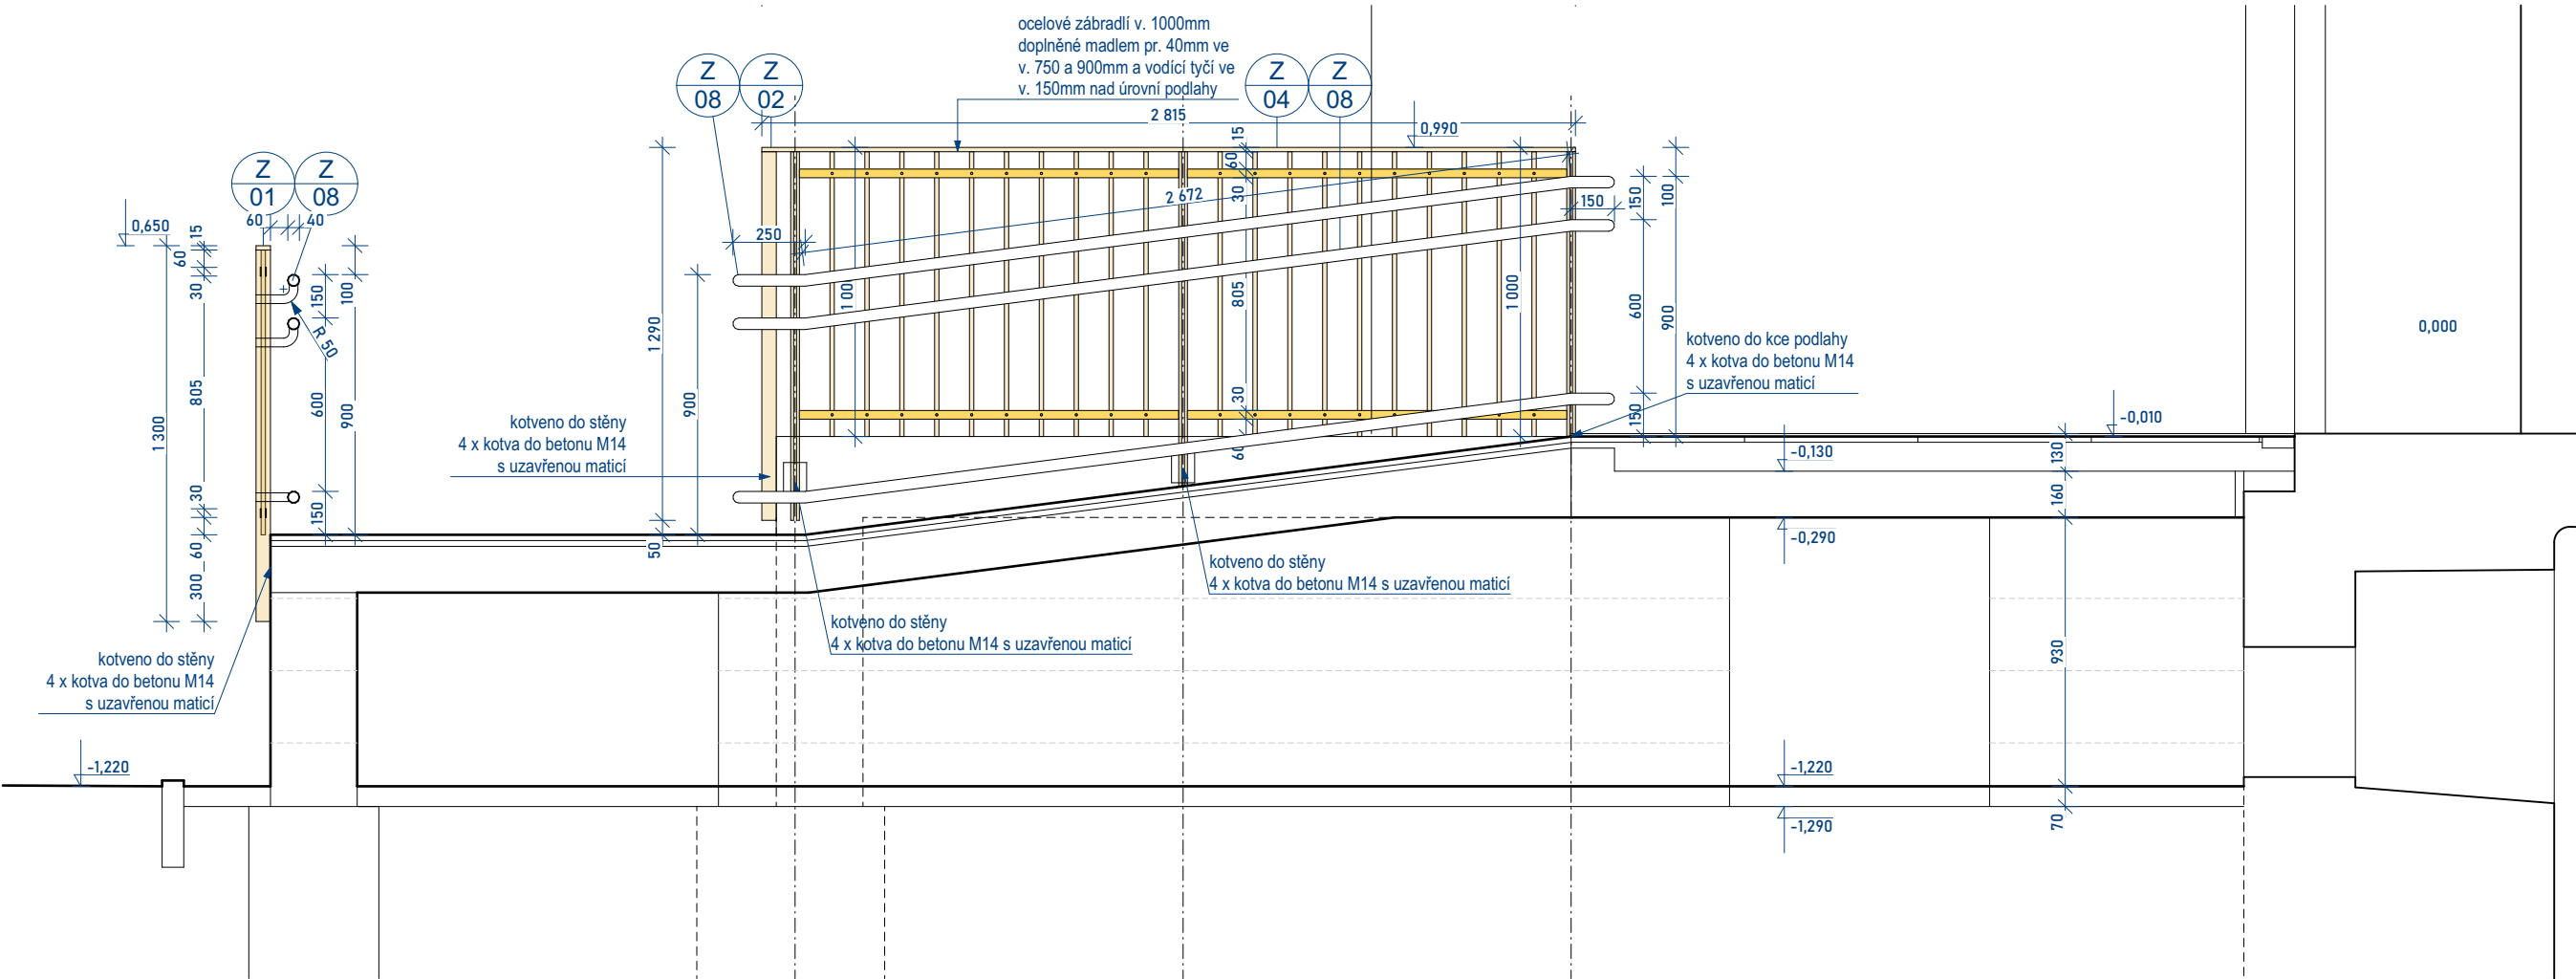 ocelové zábradlí v. 1000mm
doplněné madlem pr. 40mm ve
v. 750 a 900mm a vodící tyčí ve
v. 150mm nad úrovní podlahy
Z
08
Z
02
Z
04
Z
08
2 815
0,990
Z
01
Z
08
60
40
0,650
15
60
30
150
100
R 50
805
600
900
1 300
30
150
60
300
250
2 672
15
60
30
150
150
100
1 290
900
1 00
805
1 000
600
900
30
150
60
50
kotveno do kce podlahy
4 x kotva do betonu M14
s uzavřenou maticí
0,000
kotveno do stěny
4 x kotva do betonu M14
s uzavřenou maticí
-0,010
-0,130
130
160
-0,290
kotveno do stěny
4 x kotva do betonu M14 s uzavřenou maticí
kotveno do stěny
4 x kotva do betonu M14 s uzavřenou maticí
kotveno do stěny
4 x kotva do betonu M14
s uzavřenou maticí
930
-1,220
-1,220
-1,290
70